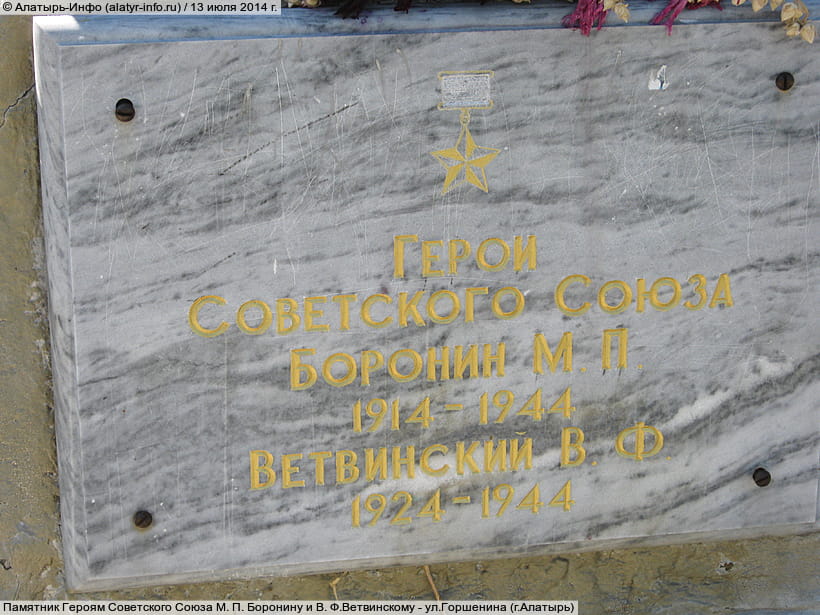 © Алатырь-Инфо (alatyr-info.ru) / 13 июля 2014 г.
Герои
Советского Союза
Боронин М. П.
1914 - 1944
Ветвинский В. Ф.
1924 - 1944
Памятник Героям Советского Союза М. П. Боронину и В. Ф.Ветвинскому - ул.Горшенина (г.Алатырь)